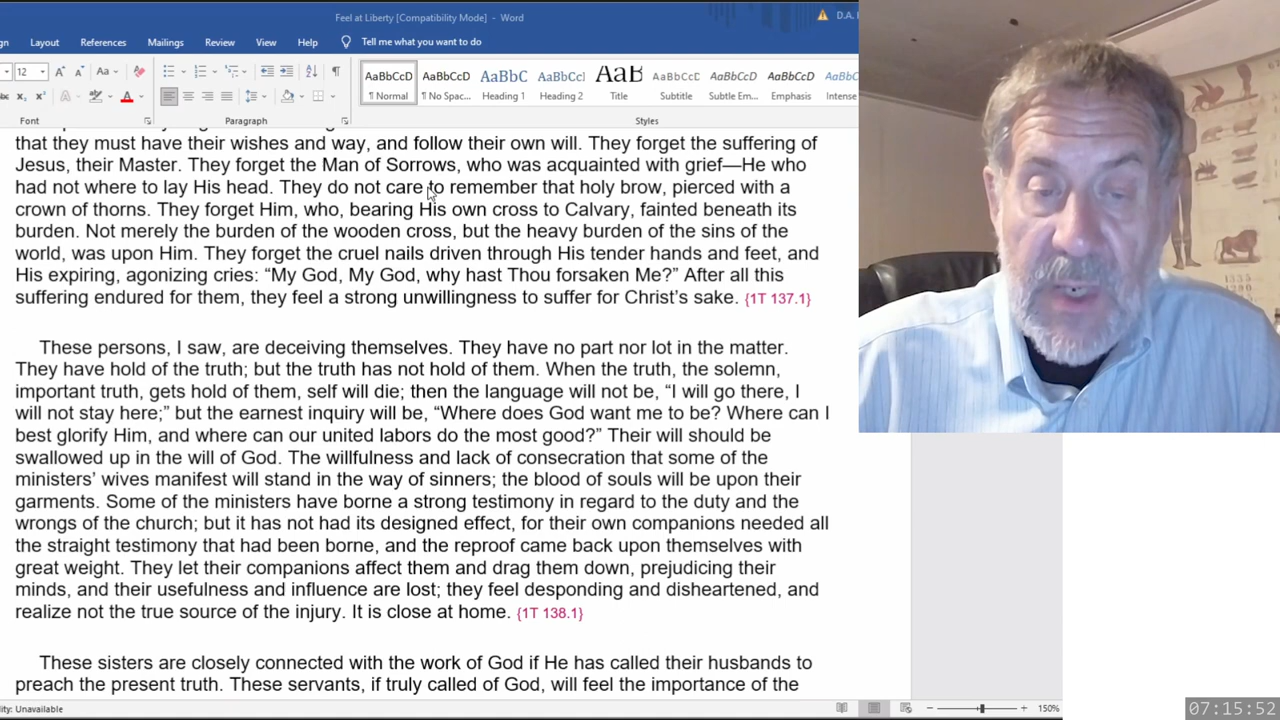 Feel at Liberty [Compatibility Mode] - Word
D.A.
Layout References Mailings Review View Help Tell me what you want to do
12 Aa
AaBbCcD AaBbCcD AaBbC AaBbCcI AaB AaBbCcD AaBbCcD AaBbCcD AaBb
¶ Normal ¶ No Spac... Heading 1 Heading 2 Title Subtitle Subtle Em... Emphasis Intense
Font Paragraph Styles
that they must have their wishes and way, and follow their own will. They forget the suffering of
Jesus, their Master. They forget the Man of Sorrows, who was acquainted with grief—He who
had not where to lay His head. They do not care to remember that holy brow, pierced with a
crown of thorns. They forget Him, who, bearing His own cross to Calvary, fainted beneath its
burden. Not merely the burden of the wooden cross, but the heavy burden of the sins of the
world, was upon Him. They forget the cruel nails driven through His tender hands and feet, and
His expiring, agonizing cries: “My God, My God, why hast Thou forsaken Me?” After all this
suffering endured for them, they feel a strong unwillingness to suffer for Christ’s sake. {1T 137.1}
These persons, I saw, are deceiving themselves. They have no part nor lot in the matter.
They have hold of the truth; but the truth has not hold of them. When the truth, the solemn,
important truth, gets hold of them, self will die; then the language will not be, “I will go there, I
will not stay here;” but the earnest inquiry will be, “Where does God want me to be? Where can I
best glorify Him, and where can our united labors do the most good?” Their will should be
swallowed up in the will of God. The willfulness and lack of consecration that some of the
ministers’ wives manifest will stand in the way of sinners; the blood of souls will be upon their
garments. Some of the ministers have borne a strong testimony in regard to the duty and the
wrongs of the church; but it has not had its designed effect, for their own companions needed all
the straight testimony that had been borne, and the reproof came back upon themselves with
great weight. They let their companions affect them and drag them down, prejudicing their
minds, and their usefulness and influence are lost; they feel desponding and disheartened, and
realize not the true source of the injury. It is close at home. {1T 138.1}
These sisters are closely connected with the work of God if He has called their husbands to
preach the present truth. These servants, if truly called of God, will feel the importance of the
lity: Unavailable
150%
07:15:52